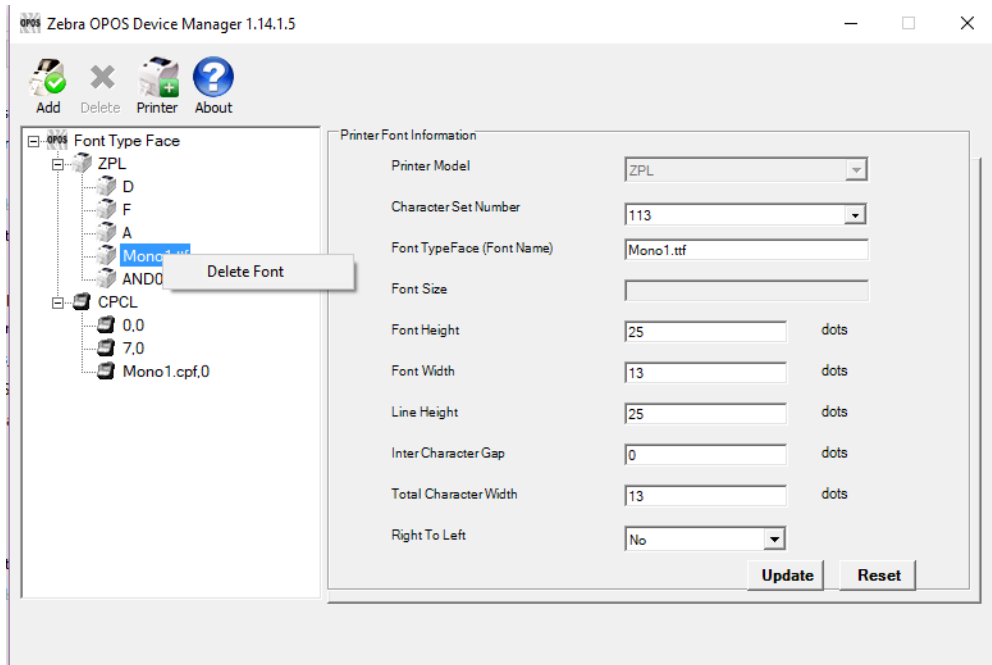 OPOS Zebra OPOS Device Manager 1.14.1.5
Add Delete Printer About
OPOS Font Type Face
ZPL
D
F
A
Mono1.ttf
Delete Font
AND0
CPCL
0,0
7,0
Mono1.cpf,0
Printer Font Information
Printer Model ZPL
Character Set Number 113
Font TypeFace (Font Name) Mono1.ttf
Font Size
Font Height 25 dots
Font Width 13 dots
Line Height 25 dots
Inter Character Gap 0 dots
Total Character Width 13 dots
Right To Left No
Update Reset